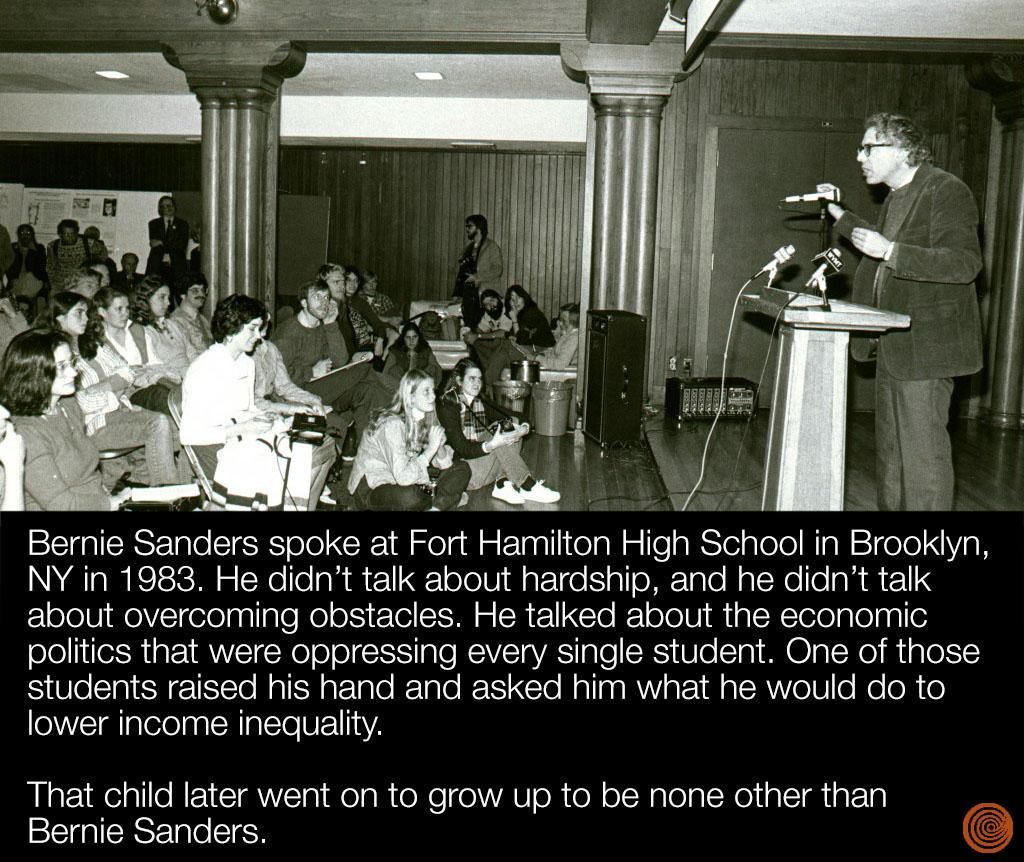 Bernie Sanders spoke at Fort Hamilton High School in Brooklyn,
NY in 1983. He didn't talk about hardship, and he didn't talk
about overcoming obstacles. He talked about the economic
politics that were oppressing every single student. One of those
students raised his hand and asked him what he would do to
lower income inequality.
That child later went on to grow up to be none other than
Bernie Sanders.